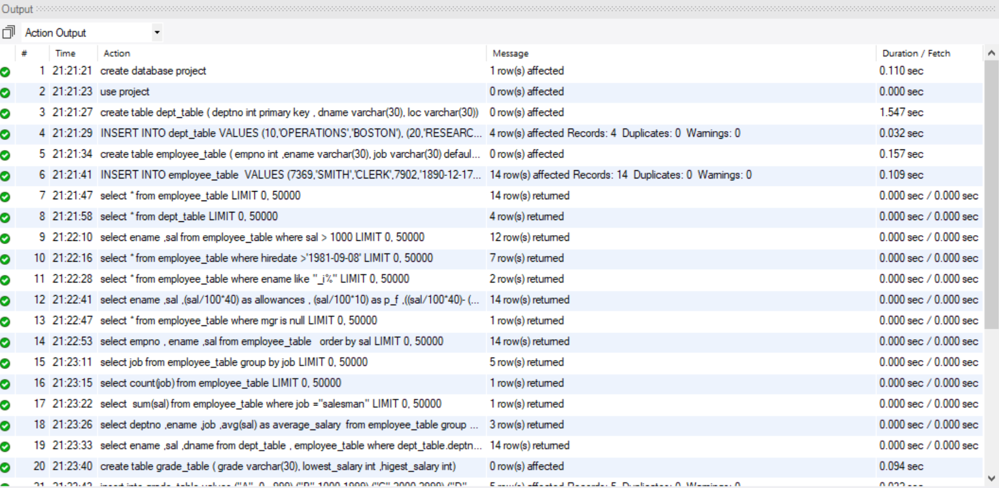 Output
Action Output
# Time Action Message Duration / Fetch
1 21:21:21 create database project 1 row(s) affected 0.110 sec
2 21:21:23 use project 0 row(s) affected 0.000 sec
3 21:21:27 create table dept_table ( deptno int primary key , dname varchar(30), loc varchar(30)) 0 row(s) affected 1.547 sec
4 21:21:29 INSERT INTO dept_table VALUES (10,'OPERATIONS','BOSTON'), (20,'RESEARC... 4 row(s) affected Records: 4 Duplicates: 0 Warnings: 0 0.032 sec
5 21:21:34 create table employee_table ( empno int ,ename varchar(30), job varchar(30) defaul... 0 row(s) affected 0.157 sec
6 21:21:41 INSERT INTO employee_table VALUES (7369,'SMITH','CLERK',7902,'1890-12-17... 14 row(s) affected Records: 14 Duplicates: 0 Warnings: 0 0.109 sec
7 21:21:47 select * from employee_table LIMIT 0, 50000 14 row(s) returned 0.000 sec / 0.000 sec
8 21:21:58 select * from dept_table LIMIT 0, 50000 4 row(s) returned 0.000 sec / 0.000 sec
9 21:22:10 select ename ,sal from employee_table where sal > 1000 LIMIT 0, 50000 12 row(s) returned 0.000 sec / 0.000 sec
10 21:22:16 select * from employee_table where hiredate >'1981-09-08' LIMIT 0, 50000 7 row(s) returned 0.000 sec / 0.000 sec
11 21:22:28 select * from employee_table where ename like "_i%" LIMIT 0, 50000 2 row(s) returned 0.000 sec / 0.000 sec
12 21:22:41 select ename ,sal ,(sal/100*40) as allowances , (sal/100*10) as p_f ,((sal/100*40)- (... 14 row(s) returned 0.000 sec / 0.000 sec
13 21:22:47 select * from employee_table where mgr is null LIMIT 0, 50000 1 row(s) returned 0.000 sec / 0.000 sec
14 21:22:53 select empno , ename ,sal from employee_table order by sal LIMIT 0, 50000 14 row(s) returned 0.000 sec / 0.000 sec
15 21:23:11 select job from employee_table group by job LIMIT 0, 50000 5 row(s) returned 0.000 sec / 0.000 sec
16 21:23:15 select count(job) from employee_table LIMIT 0, 50000 1 row(s) returned 0.000 sec / 0.000 sec
17 21:23:22 select sum(sal) from employee_table where job ="salesman" LIMIT 0, 50000 1 row(s) returned 0.000 sec / 0.000 sec
18 21:23:26 select deptno ,ename ,job ,avg(sal) as average_salary from employee_table group ... 3 row(s) returned 0.000 sec / 0.000 sec
19 21:23:33 select ename ,sal ,dname from dept_table , employee_table where dept_table.deptn... 14 row(s) returned 0.000 sec / 0.000 sec
20 21:23:40 create table grade_table ( grade varchar(30), lowest_salary int ,higest_salary int) 0 row(s) affected 0.094 sec